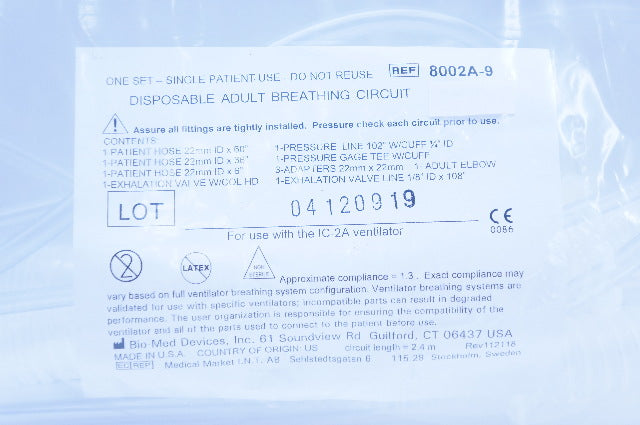 ONE SET - SINGLE PATIENT USE - DO NOT REUSE REF 8002A-9
DISPOSABLE ADULT BREATHING CIRCUIT
Assure all fittings are tightly installed. Pressure check each circuit prior to use.
CONTENTS
1-PATIENT HOSE 22mm ID x 60" 1-PRESSURE LINE 102" W/CUFF ¼" ID
1-PATIENT HOSE 22mm ID x 36" 1-PRESSURE GAGE TEE W/CUFF
1-PATIENT HOSE 22mm ID x 6" 3-ADAPTERS 22mm x 22mm 1-ADULT ELBOW
1-EXHALATION VALVE W/COL HD 1-EXHALATION VALVE LINE 1/8" ID x 108"
LOT 04120919
CE
0086
For use with the IC-2A ventilator
2 LATEX NON STERILE Approximate compliance = 1.3 . Exact compliance may
vary based on full ventilator breathing system configuration. Ventilator breathing systems are
validated for use with specific ventilators; incompatible parts can result in degraded
performance. The user organization is responsible for ensuring the compatibility of the
ventilator and all of the parts used to connect to the patient before use.
Bio-Med Devices, Inc. 61 Soundview Rd Guilford, CT 06437 USA
MADE IN U.S.A. COUNTRY OF ORIGIN: US circuit length = 2.4 m Rev112118
EC REP Medical Market I.N.T. AB Sehlstedtsgaten 6 115 28 Stockholm, Sweden